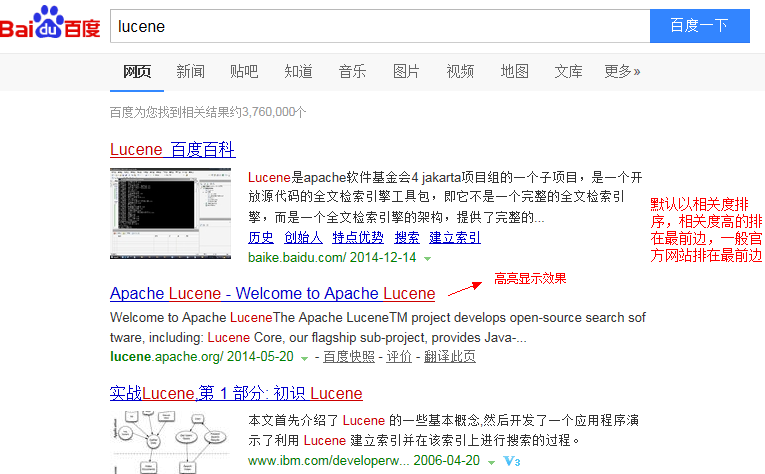 Bai du 百度
lucene
百度一下
网页 新闻 贴吧 知道 音乐 图片 视频 地图 文库 更多»
百度为您找到相关结果约3,760,000个
Lucene_百度百科
Lucene是apache软件基金会4 jakarta项目组的一个子项目，是一个开
放源代码的全文检索引擎工具包，即它不是一个完整的全文检索引
擎，而是一个全文检索引擎的架构，提供了完整的...
历史 创始人 特点优势 搜索 建立索引
baike.baidu.com/ 2014-12-14
默认以相关度排
序，相关度高的排
在最前边，一般官
方网站排在最前边
Apache Lucene - Welcome to Apache Lucene
高亮显示效果
Welcome to Apache LuceneThe Apache LuceneTM project develops open-source search sof
tware, including: Lucene Core, our flagship sub-project, provides Java-...
lucene.apache.org/ 2014-05-20 - 百度快照 - 评价 - 翻译此页
实战Lucene,第 1 部分: 初识 Lucene
本文首先介绍了 Lucene 的一些基本概念,然后开发了一个应用程序演
示了利用 Lucene 建立索引并在该索引上进行搜索的过程。
www.ibm.com/developerw... 2006-04-20 V3